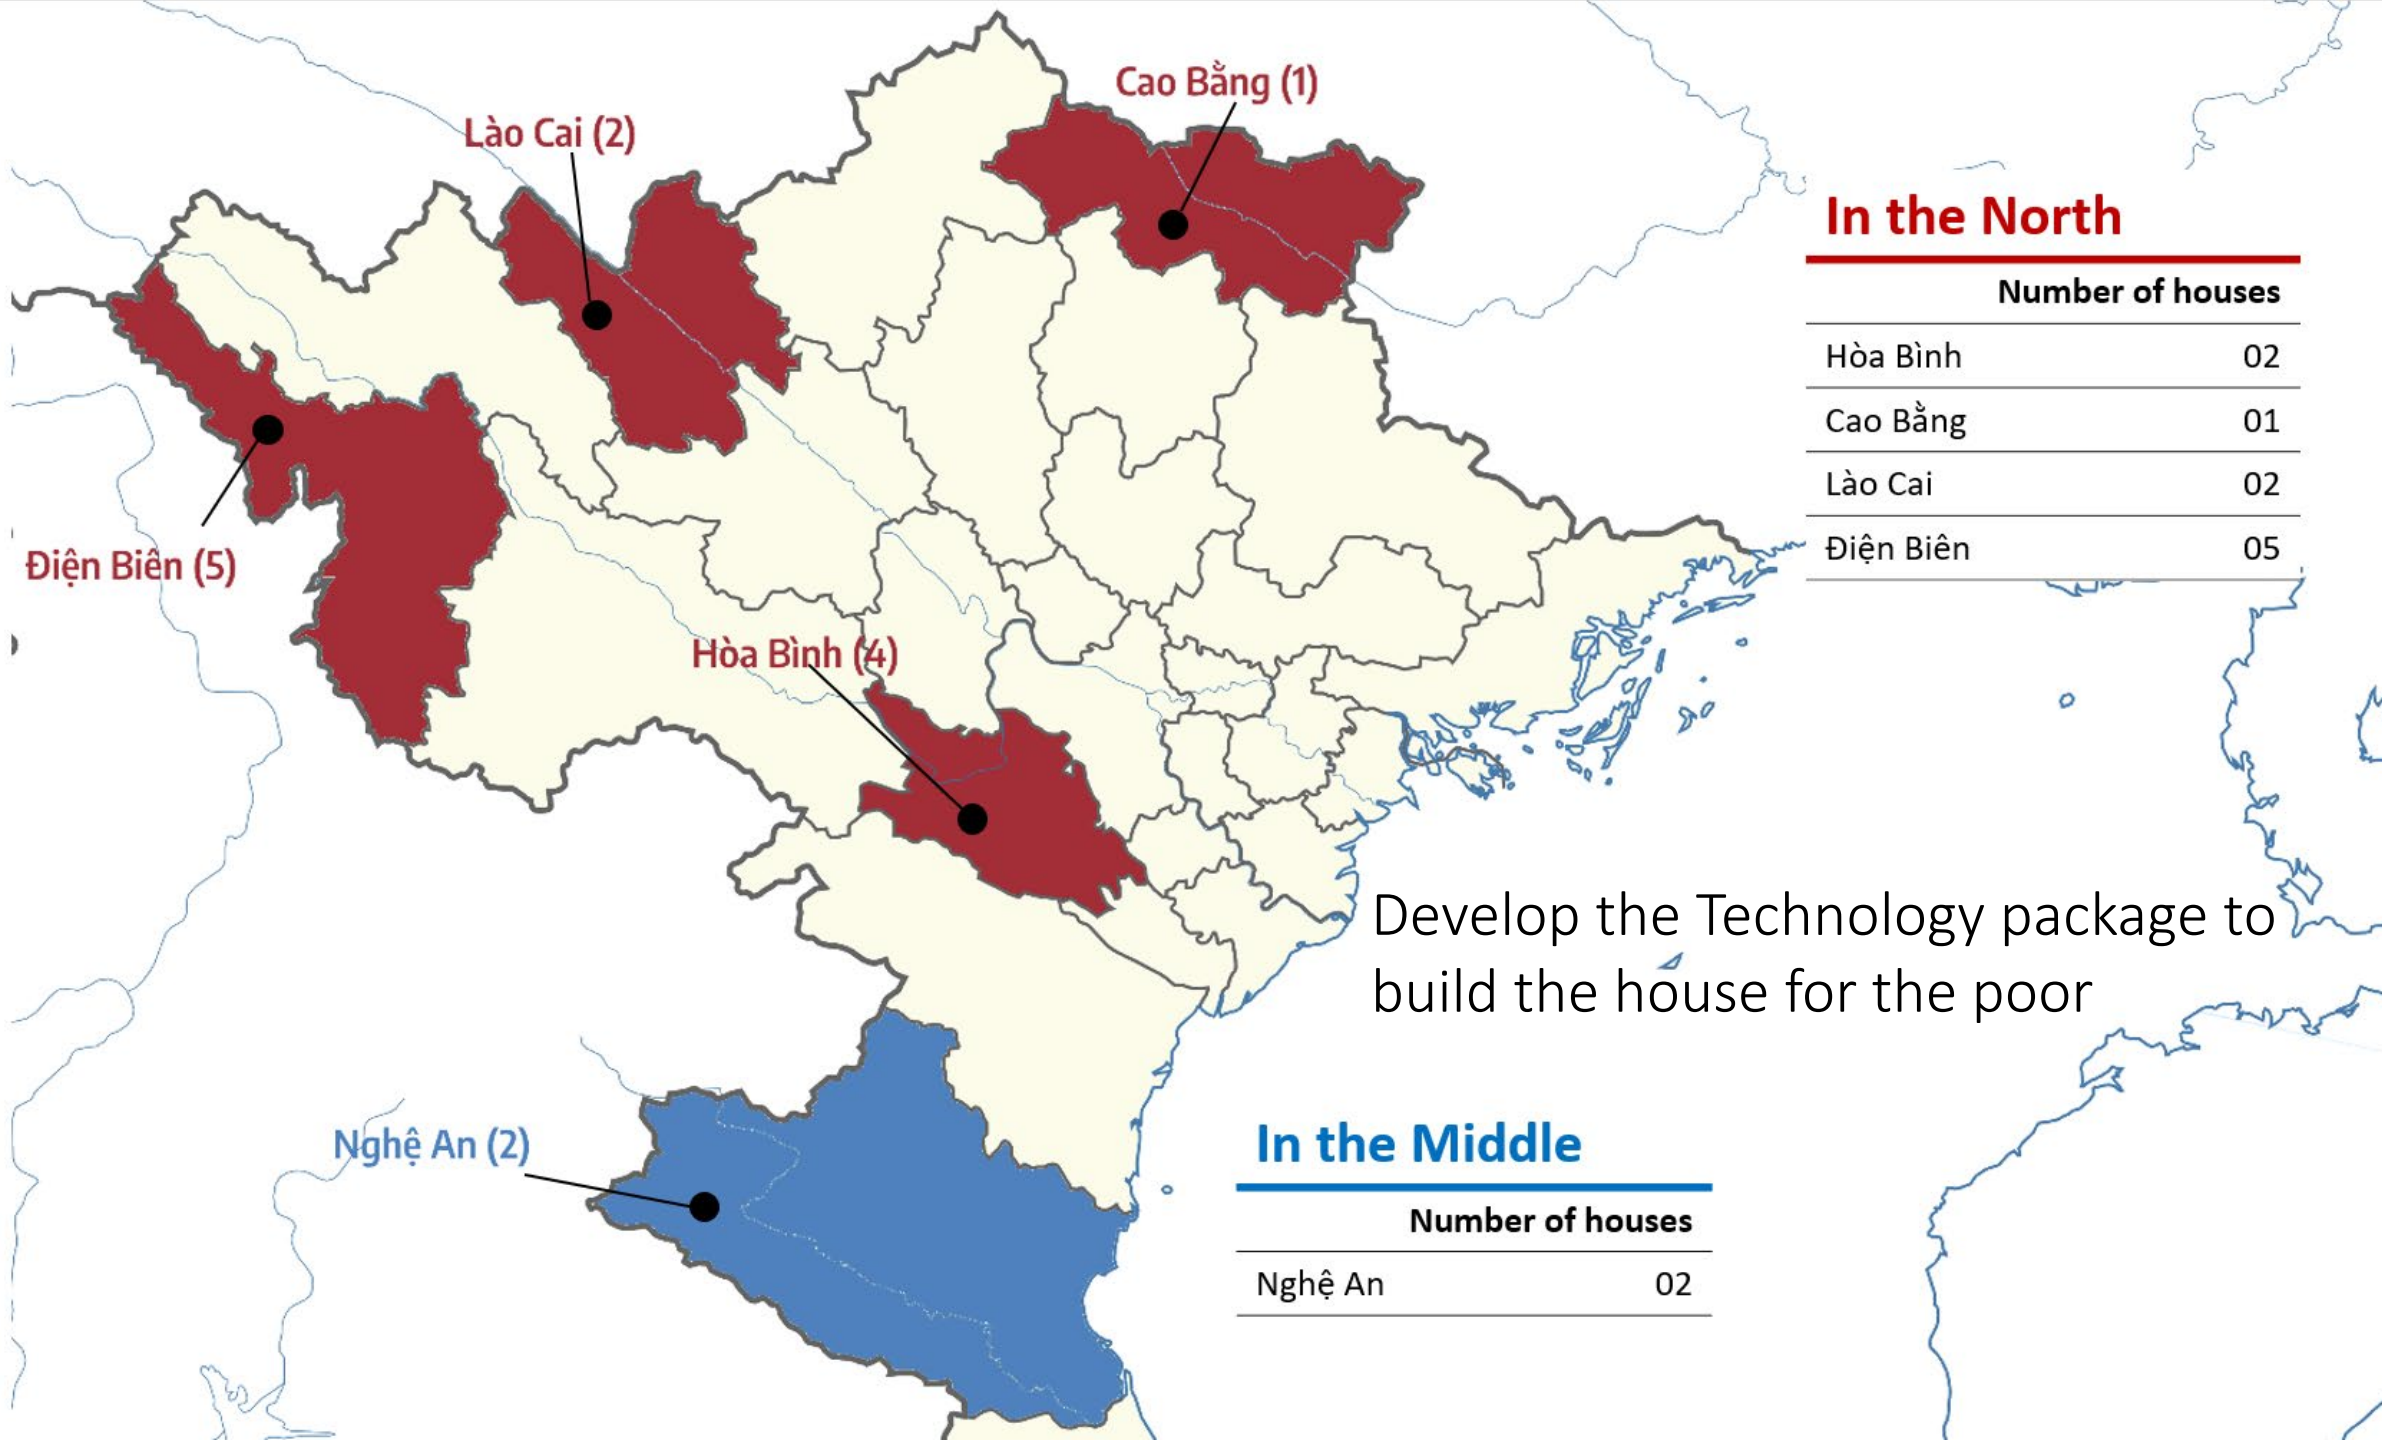 Cao Bằng (1)
Lào Cai (2)
Điện Biên (5)
Hòa Bình (4)
Nghệ An (2)
In the North
Number of houses
Hòa Bình 02
Cao Bằng 01
Lào Cai 02
Điện Biên 05
Develop the Technology package to
build the house for the poor
In the Middle
Number of houses
Nghệ An 02